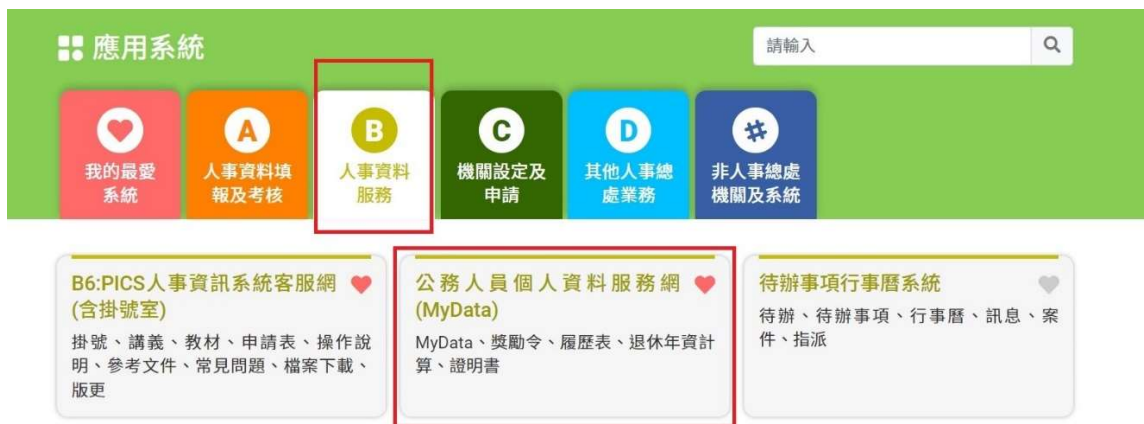 應用系統
請輸入
我的最愛
系統
A
人事資料填
報及考核
B
人事資料
服務
C
機關設定及
申請
D
其他人事總
處業務
#
非人事總處
機關及系統
B6:PICS人事資訊系統客服網
(含掛號室)
掛號、講義、教材、申請表、操作說
明、參考文件、常見問題、檔案下載、
版更
公務人員個人資料服務網
(MyData)
MyData、獎勵令、履歷表、退休年資計
算、證明書
待辦事項行事曆系統
待辦、待辦事項、行事曆、訊息、案
件、指派